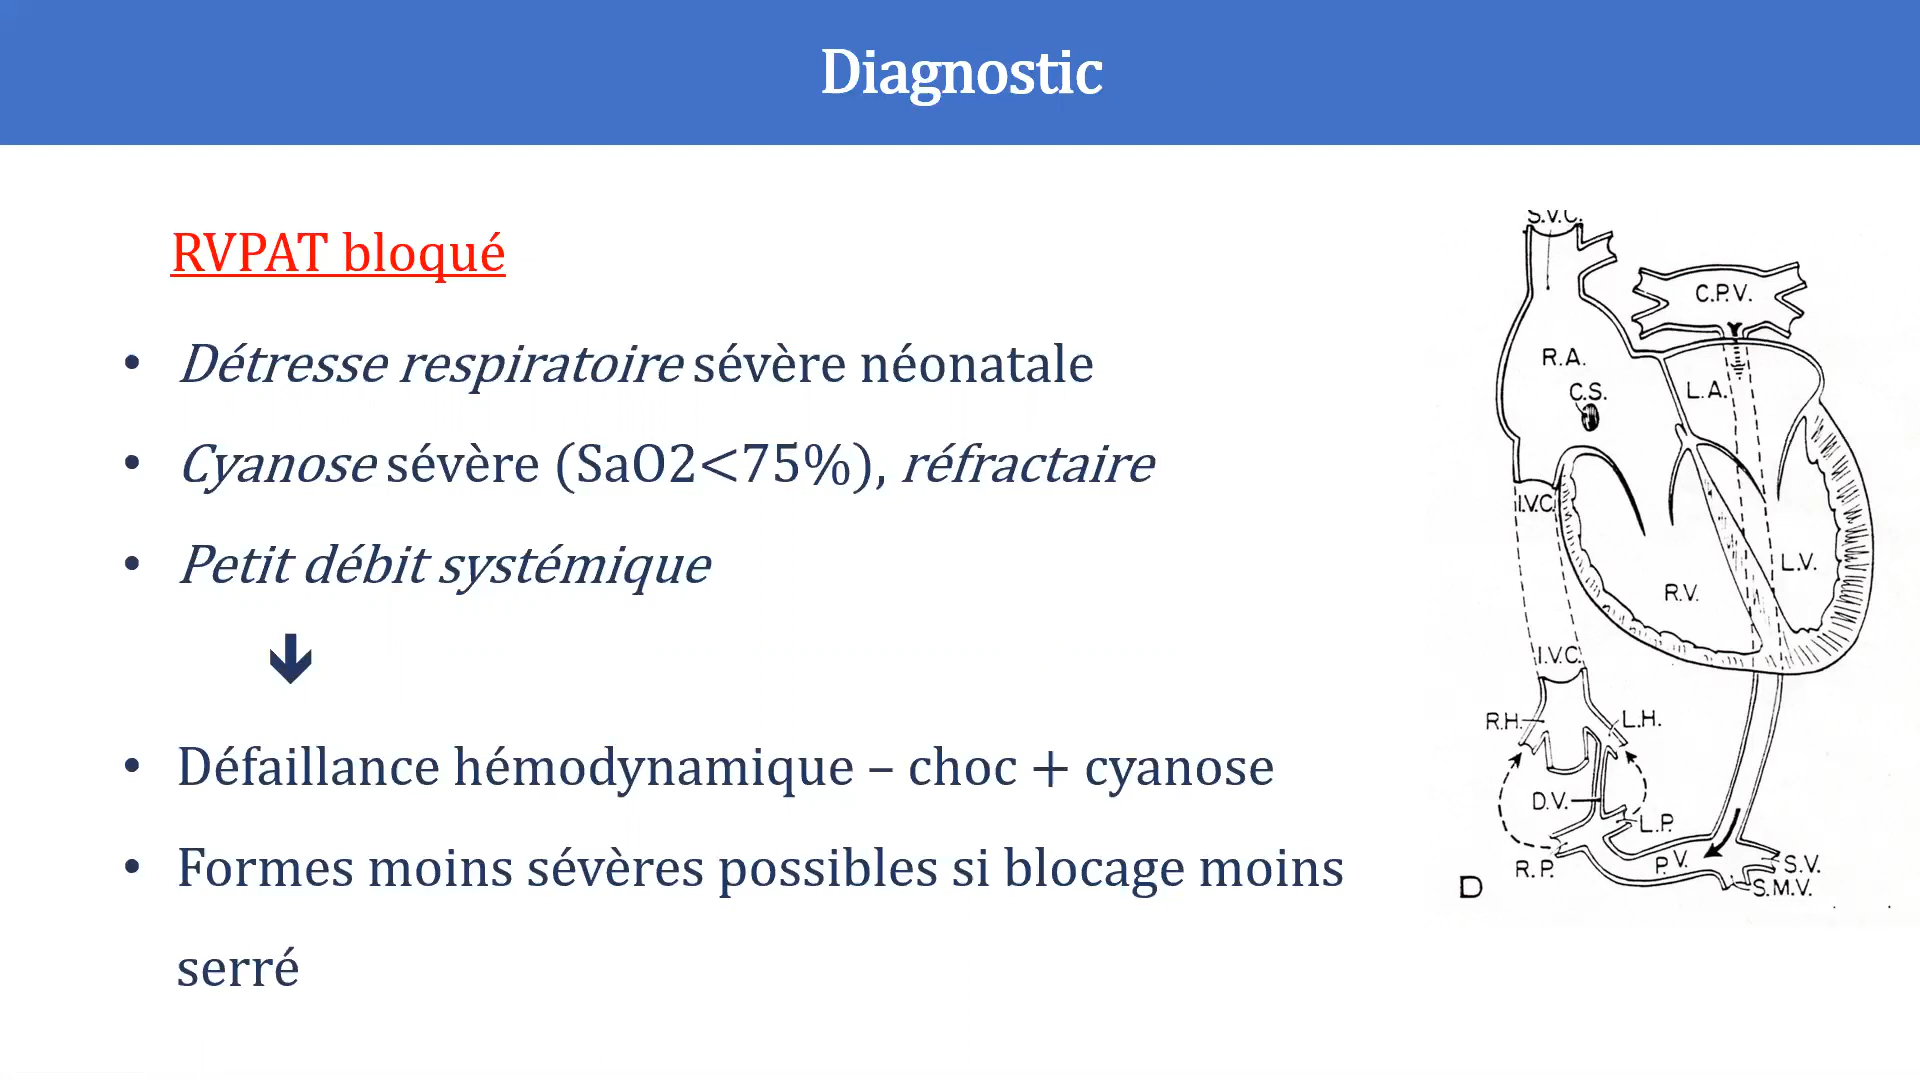 Diagnostic
RVPAT bloqué
• Détresse respiratoire sévère néonatale
• Cyanose sévère (SaO2<75%), réfractaire
• Petit débit systémique
🡻
• Défaillance hémodynamique – choc + cyanose
• Formes moins sévères possibles si blocage moins
serré
S.V.C.
C.P.V.
R.A.
L.A.
C.S.
I.V.C.
L.V.
R.V.
I.V.C.
R.H.
L.H.
D.V.
L.P.
R.P.
P.V.
S.V.
S.M.V.
D